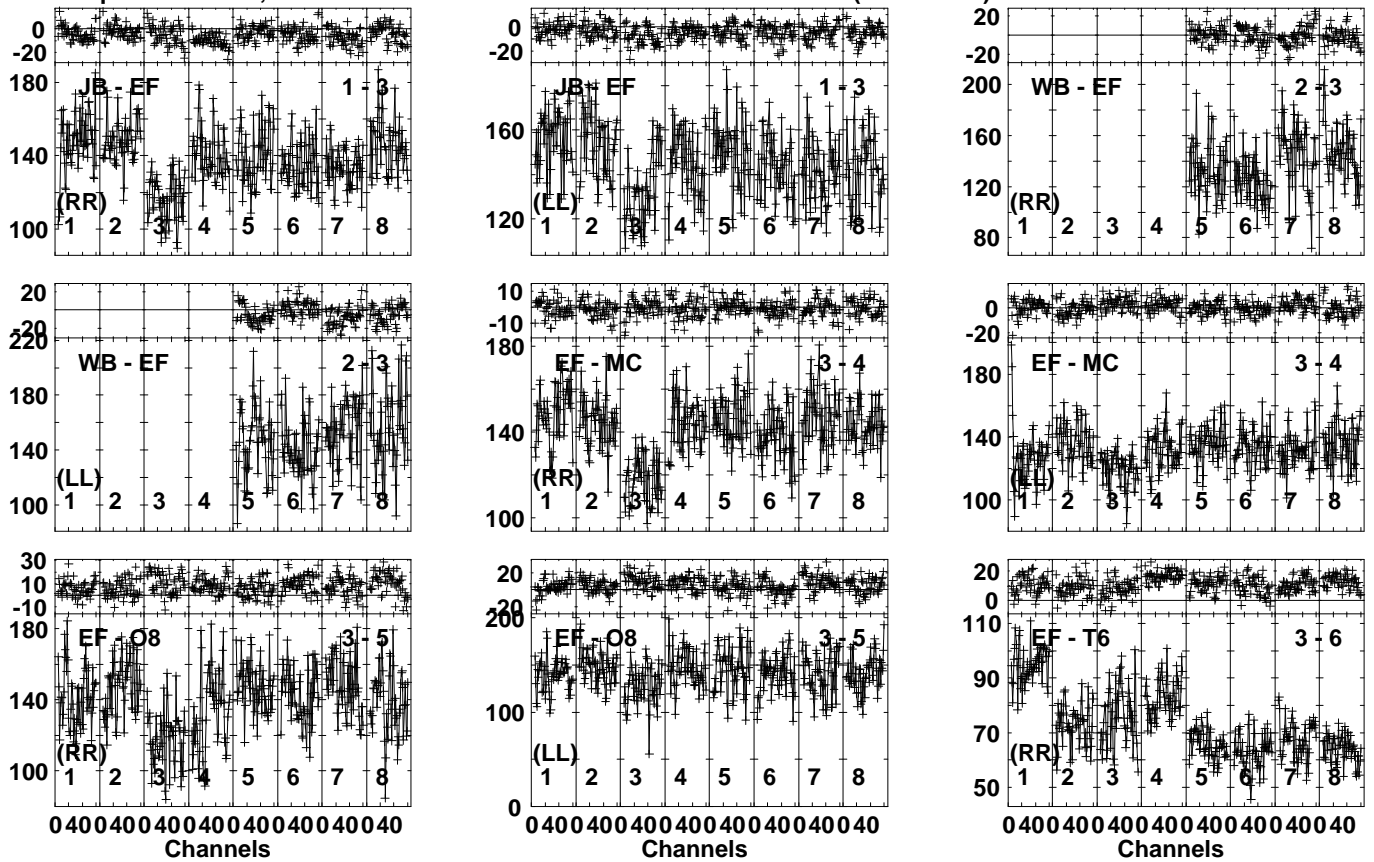 0 -20 0 -20 20 0 -20
180 140 100 JB - EF 1 - 3 (RR) 1 2 3 4 5 6 7 8
160 120 JB - EF 1 - 3 (LL) 1 2 3 4 5 6 7 8
200 160 120 80 WB - EF 2 - 3 (RR) 1 2 3 4 5 6 7 8
20 -20 220 180 140 100 WB - EF 2 - 3 (LL) 1 2 3 4 5 6 7 8
10 -10 180 140 100 EF - MC 3 - 4 (RR) 1 2 3 4 5 6 7 8
0 -20 180 140 100 EF - MC 3 - 4 (LL) 1 2 3 4 5 6 7 8
30 10 -10 180 140 100 EF - O8 3 - 5 (RR) 1 2 3 4 5 6 7 8
20 -20 200 100 0 EF - O8 3 - 5 (LL) 1 2 3 4 5 6 7 8
20 0 110 90 70 50 EF - T6 3 - 6 (RR) 1 2 3 4 5 6 7 8
0 40 0 40 0 40 0 40 0 40 0 40 0 40 0 40
Channels
0 40 0 40 0 40 0 40 0 40 0 40 0 40 0 40
Channels
0 40 0 40 0 40 0 40 0 40 0 40 0 40 0 40
Channels